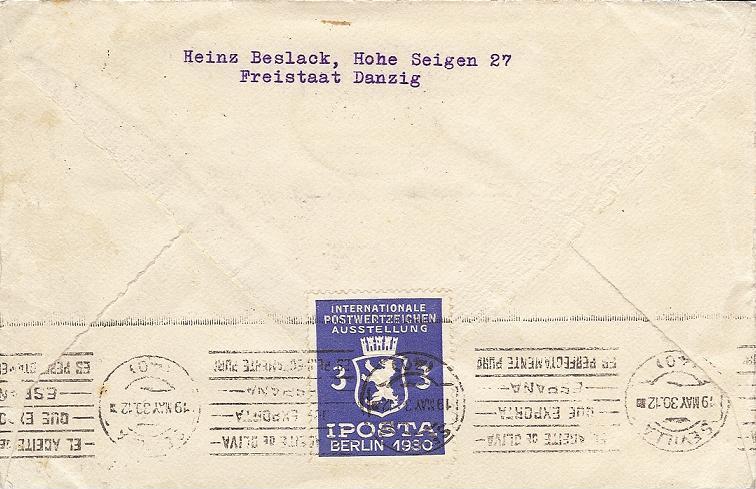 Heinz Beslack, Hohe Seigen 27
Freistaat Danzig
INTERNATIONALE
POSTWERTZEICHEN
AUSSTELLUNG
3 3
IPOSTA
BERLIN 1930
EL ACEITE DE OLIVA
QUE EXPORTA
ESPAÑA
ES PERFECTAMENTE PURO
SEVILLA
19 MAY 30. 12